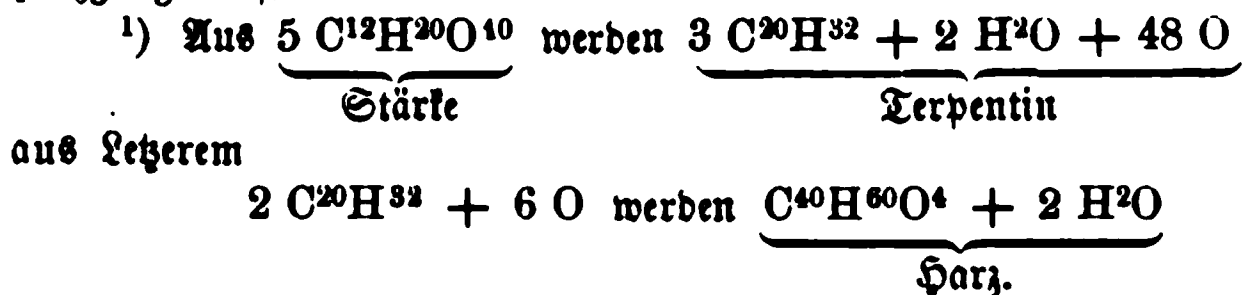 ¹) Aus 5 C¹²H²⁰O¹⁰ werden 3 C²⁰H³² + 2 H²O + 48 O
Stärke Terpentin
aus Letzerem
2 C²⁰H³² + 6 O werden C⁴⁰H⁶⁰O⁴ + 2 H²O
Harz.